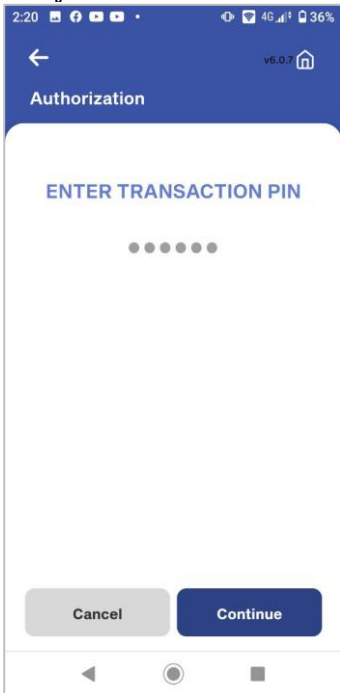 2:20 4G 36%
v6.0.7
Authorization
ENTER TRANSACTION PIN
Cancel Continue